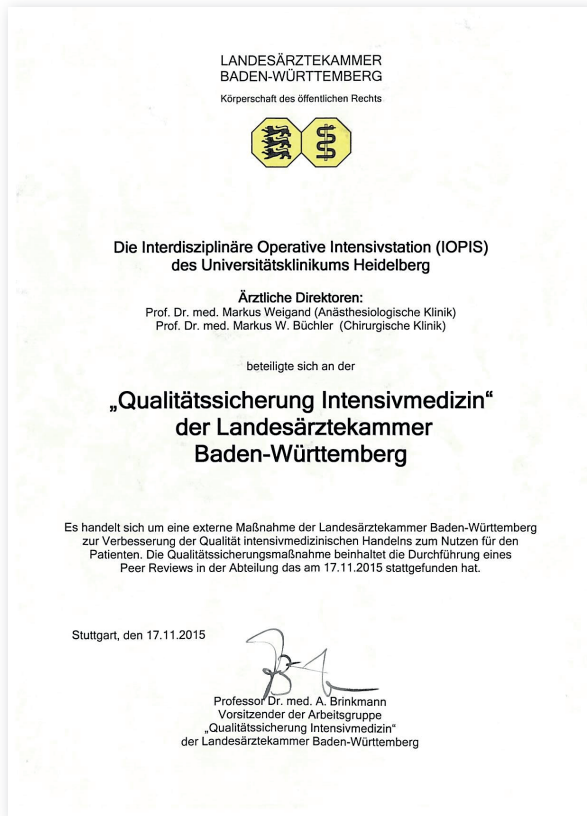 LANDESÄRZTEKAMMER
BADEN-WÜRTTEMBERG
Körperschaft des öffentlichen Rechts
Die Interdisziplinäre Operative Intensivstation (IOPIS)
des Universitätsklinikums Heidelberg
Ärztliche Direktoren:
Prof. Dr. med. Markus Weigand (Anästhesiologische Klinik)
Prof. Dr. med. Markus W. Büchler (Chirurgische Klinik)
beteiligte sich an der
„Qualitätssicherung Intensivmedizin“
der Landesärztekammer
Baden-Württemberg
Es handelt sich um eine externe Maßnahme der Landesärztekammer Baden-Württemberg
zur Verbesserung der Qualität intensivmedizinischen Handelns zum Nutzen für den
Patienten. Die Qualitätssicherungsmaßnahme beinhaltet die Durchführung eines
Peer Reviews in der Abteilung das am 17.11.2015 stattgefunden hat.
Stuttgart, den 17.11.2015
Professor Dr. med. A. Brinkmann
Vorsitzender der Arbeitsgruppe
„Qualitätssicherung Intensivmedizin“
der Landesärztekammer Baden-Württemberg